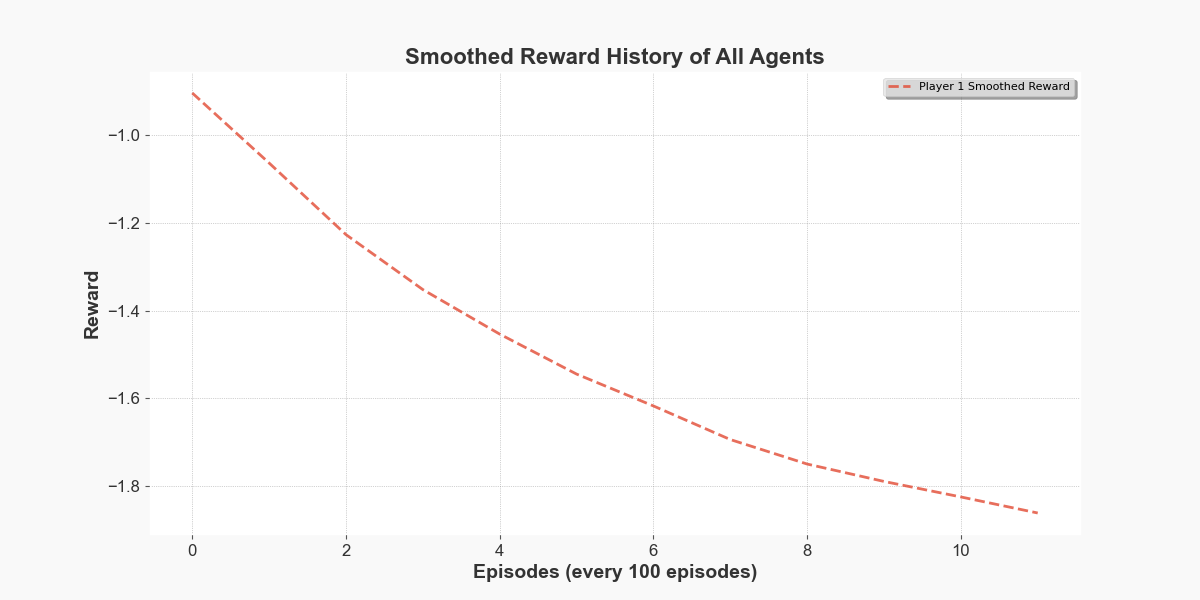 Smoothed Reward History of All Agents
Player 1 Smoothed Reward
−1.0
−1.2
−1.4
−1.6
−1.8
Reward
0 2 4 6 8 10
Episodes (every 100 episodes)